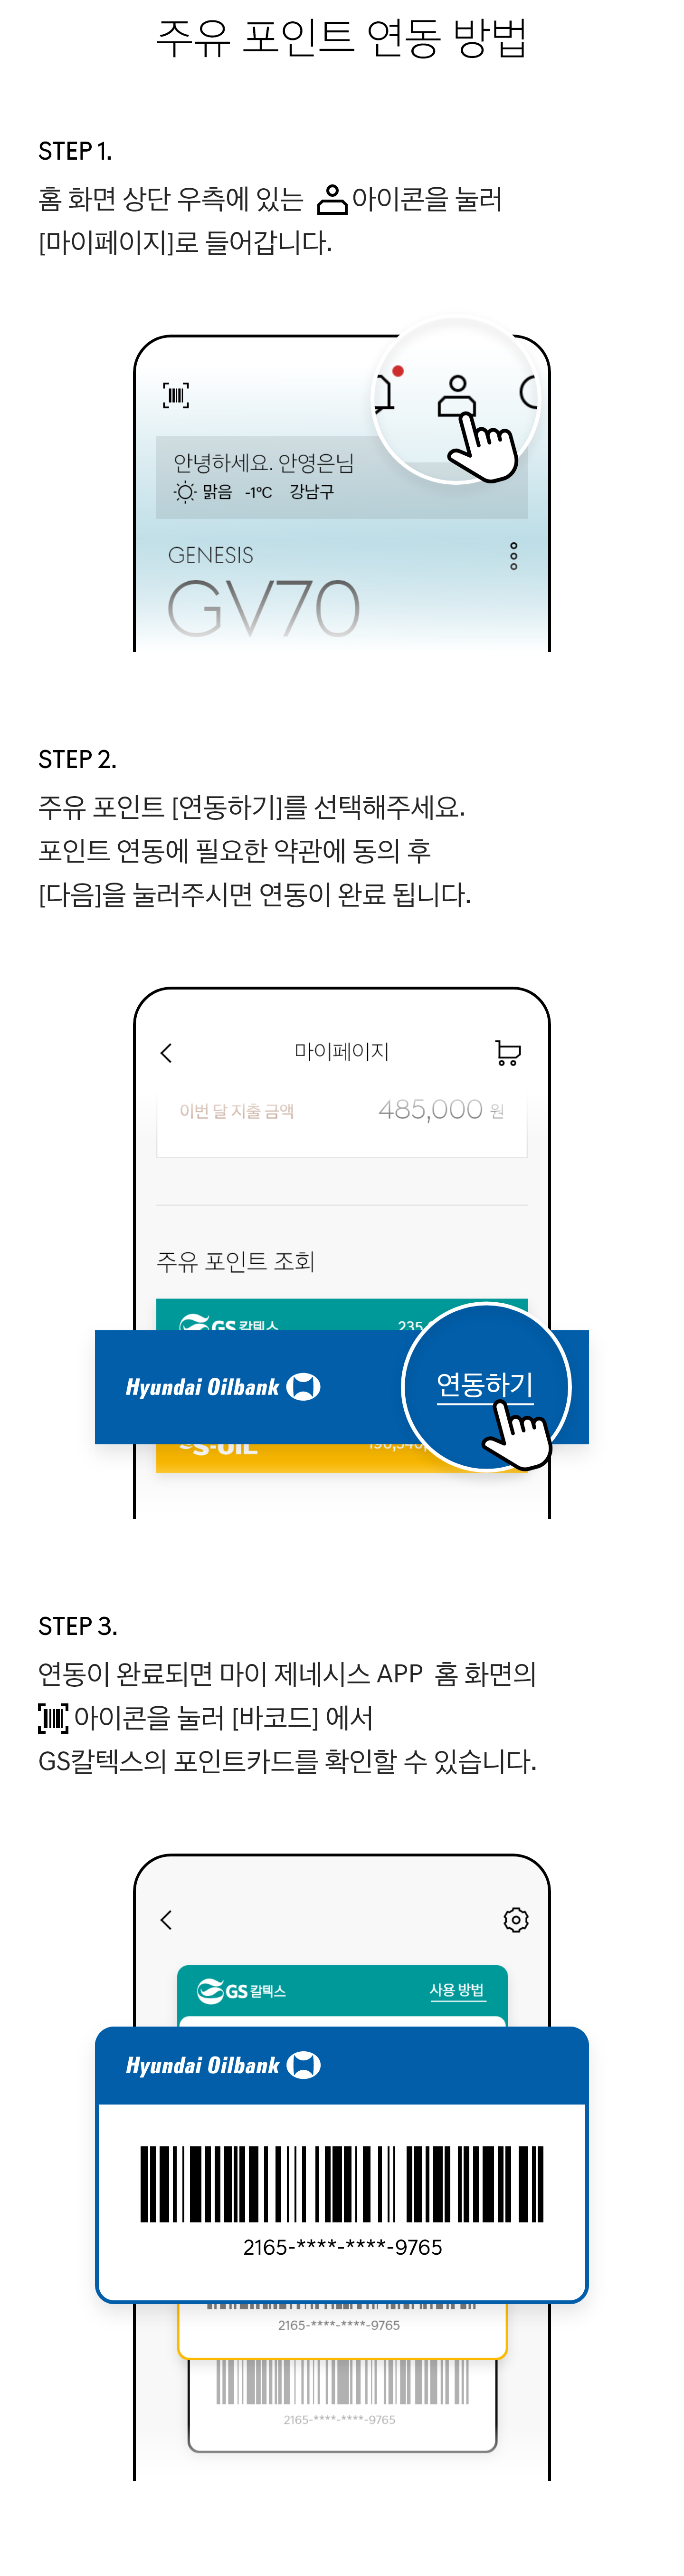 주유 포인트 연동 방법
STEP 1.
홈 화면 상단 우측에 있는 아이콘을 눌러
[마이페이지]로 들어갑니다.
안녕하세요. 안영은님
맑음 -1°C 강남구
GENESIS
GV70
STEP 2.
주유 포인트 [연동하기]를 선택해주세요.
포인트 연동에 필요한 약관에 동의 후
[다음]을 눌러주시면 연동이 완료 됩니다.
마이페이지
이번 달 지출 금액 485,000 원
주유 포인트 조회
GS 칼텍스 235
Hyundai Oilbank 연동하기
S-OIL
STEP 3.
연동이 완료되면 마이 제네시스 APP 홈 화면의
아이콘을 눌러 [바코드] 에서
GS칼텍스의 포인트카드를 확인할 수 있습니다.
GS 칼텍스 사용 방법
Hyundai Oilbank
2165-****-****-9765
2165-****-****-9765
2165-****-****-9765